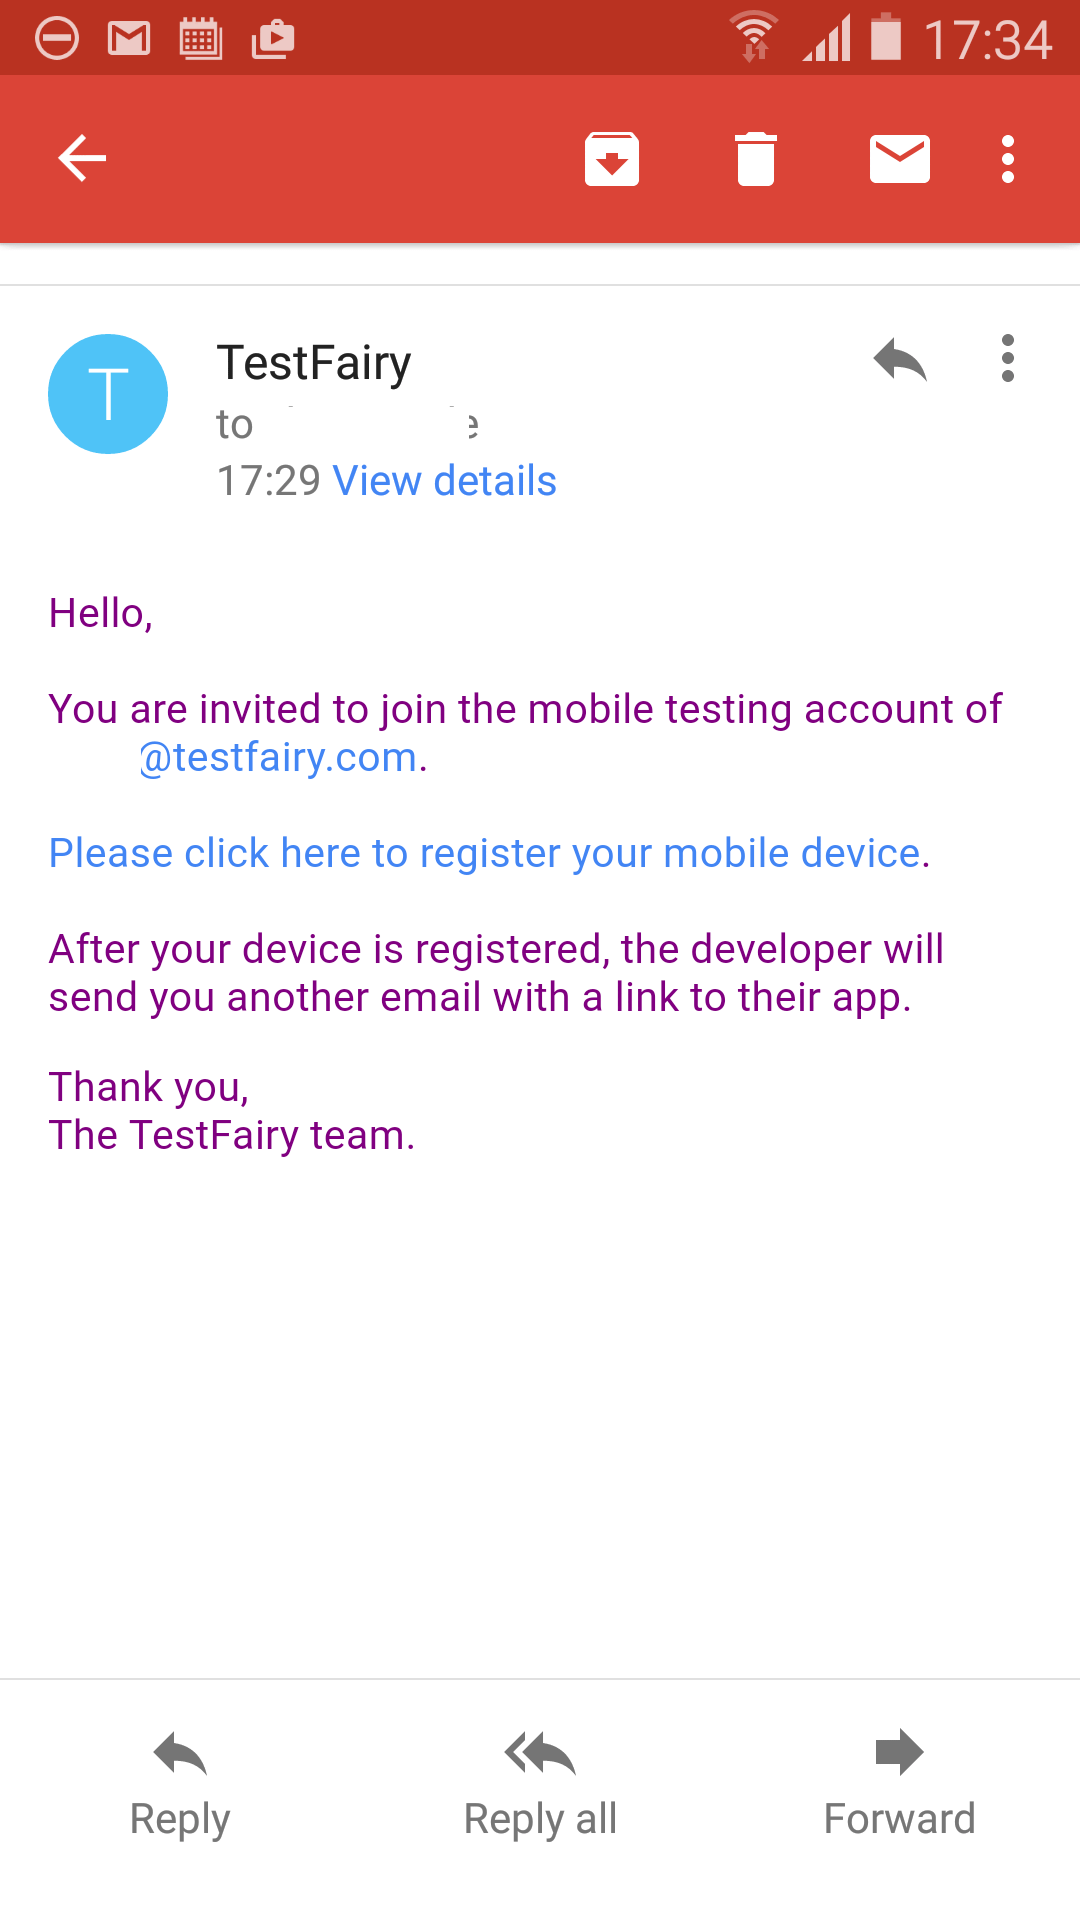 17:34
T
TestFairy
to
17:29 View details
Hello,
You are invited to join the mobile testing account of
@testfairy.com.
Please click here to register your mobile device.
After your device is registered, the developer will
send you another email with a link to their app.
Thank you,
The TestFairy team.
Reply Reply all Forward